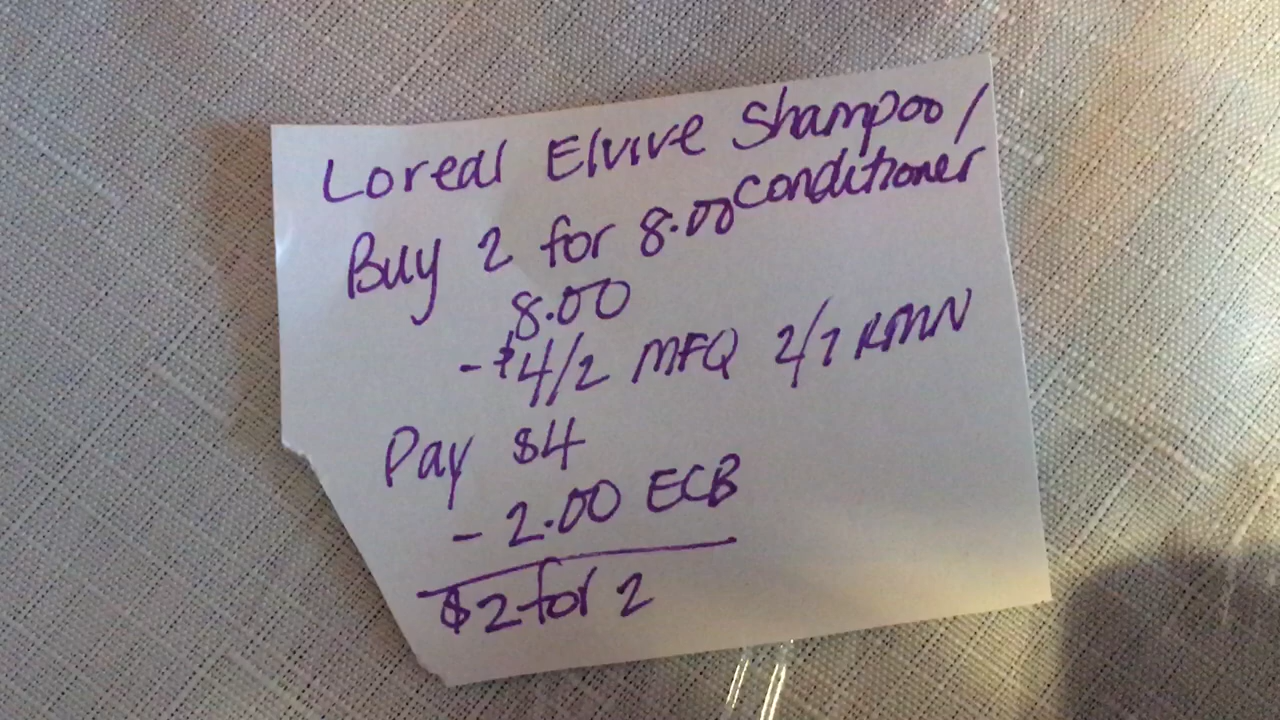 Loreal Elvive Shampoo/
conditioner
Buy 2 for 8.00
8.00
- $4/2 MFQ 2/7 RMN
Pay $4
- 2.00 ECB
$2 for 2